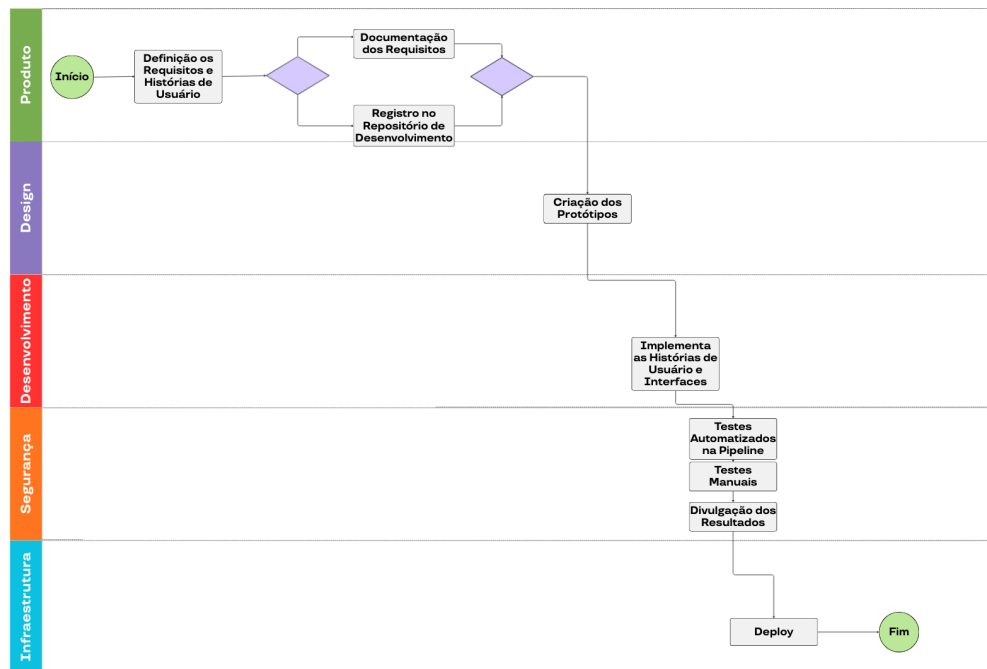 Produto
Início
Definição os
Requisitos e
Histórias de
Usuário
Documentação
dos Requisitos
Registro no
Repositório de
Desenvolvimento
Design
Criação dos
Protótipos
Desenvolvimento
Implementa
as Histórias de
Usuário e
Interfaces
Segurança
Testes
Automatizados
na Pipeline
Testes
Manuais
Divulgação dos
Resultados
Infraestrutura
Deploy
Fim